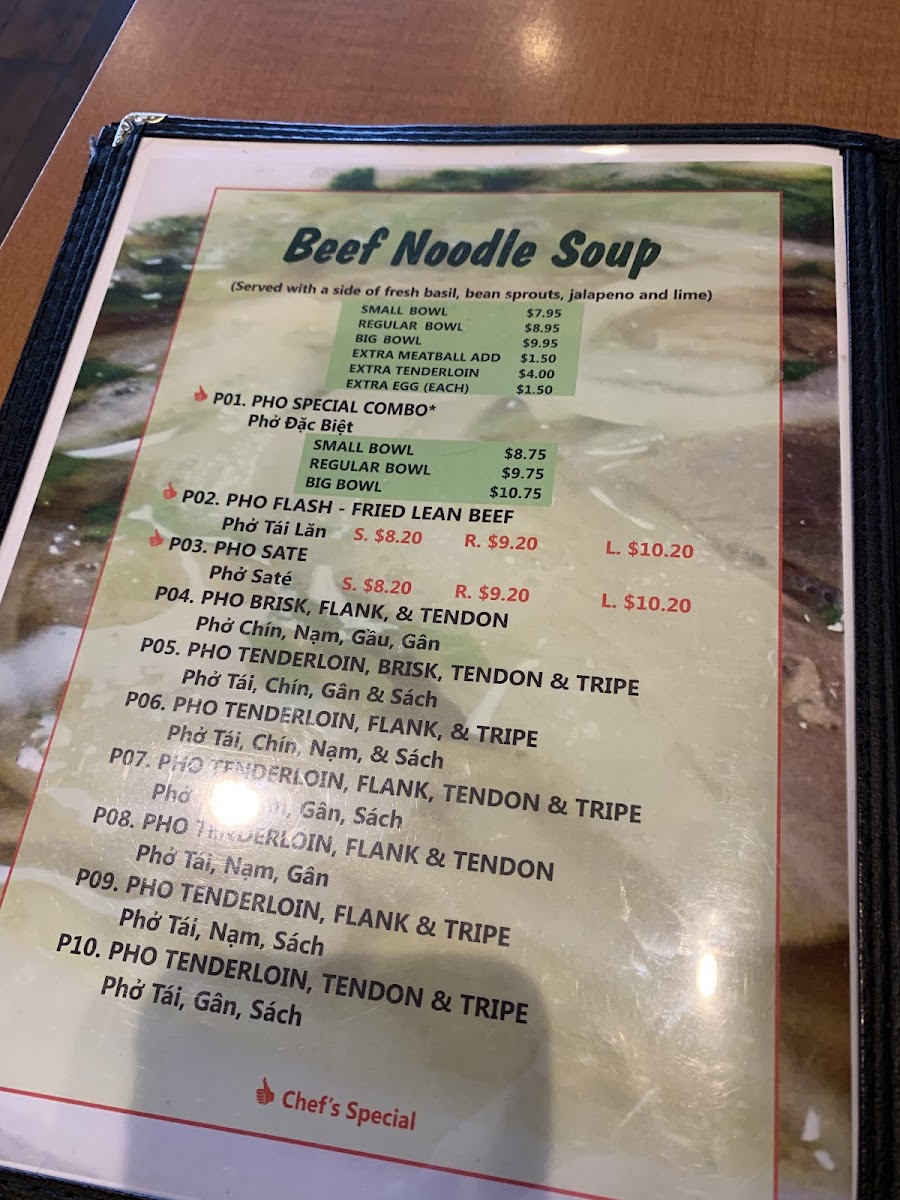 Beef Noodle Soup
(Served with a side of fresh basil, bean sprouts, jalapeno and lime)
SMALL BOWL $7.95
REGULAR BOWL $8.95
BIG BOWL $9.95
EXTRA MEATBALL ADD $1.50
EXTRA TENDERLOIN $4.00
EXTRA EGG (EACH) $1.50
P01. PHO SPECIAL COMBO*
Phở Đặc Biệt
SMALL BOWL $8.75
REGULAR BOWL $9.75
BIG BOWL $10.75
P02. PHO FLASH - FRIED LEAN BEEF
Phở Tái Lăn S. $8.20 R. $9.20 L. $10.20
P03. PHO SATE
Phở Saté S. $8.20 R. $9.20 L. $10.20
P04. PHO BRISK, FLANK, & TENDON
Phở Chín, Nạm, Gầu, Gân
P05. PHO TENDERLOIN, BRISK, TENDON & TRIPE
Phở Tái, Chín, Gân & Sách
P06. PHO TENDERLOIN, FLANK, & TRIPE
Phở Tái, Chín, Nạm, & Sách
P07. PHO TENDERLOIN, FLANK, TENDON & TRIPE
Phở Gân, Sách
P08. PHO TENDERLOIN, FLANK & TENDON
Phở Tái, Nạm, Gân
P09. PHO TENDERLOIN, FLANK & TRIPE
Phở Tái, Nạm, Sách
P10. PHO TENDERLOIN, TENDON & TRIPE
Phở Tái, Gân, Sách
Chef's Special